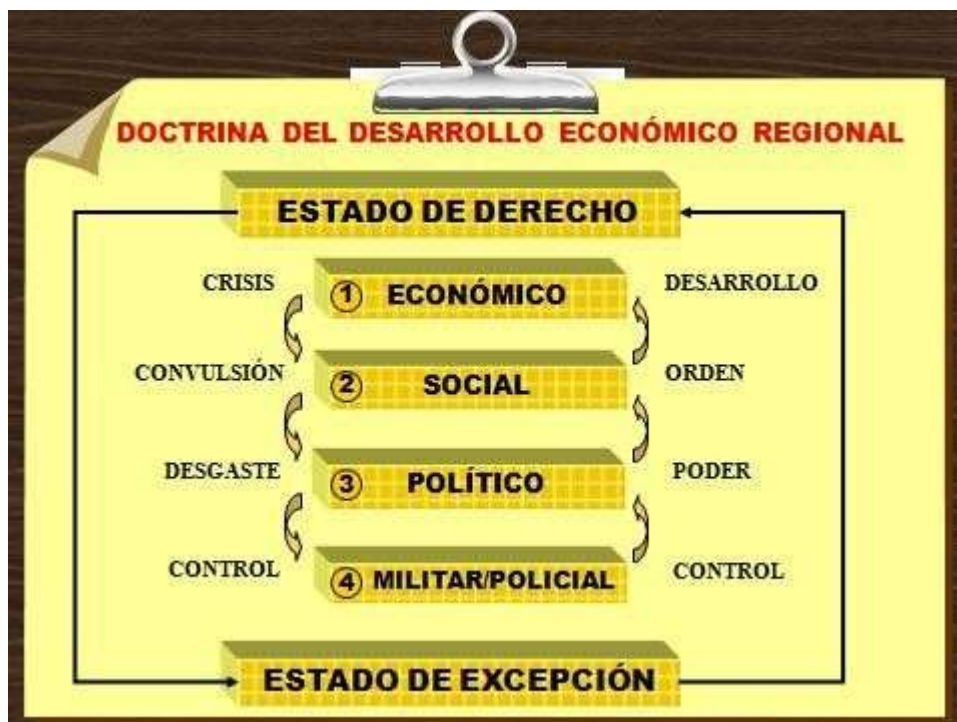 DOCTRINA DEL DESARROLLO ECONÓMICO REGIONAL
ESTADO DE DERECHO
CRISIS
1 ECONÓMICO
DESARROLLO
CONVULSIÓN
2 SOCIAL
ORDEN
DESGASTE
3 POLÍTICO
PODER
CONTROL
4 MILITAR/POLICIAL
CONTROL
ESTADO DE EXCEPCIÓN